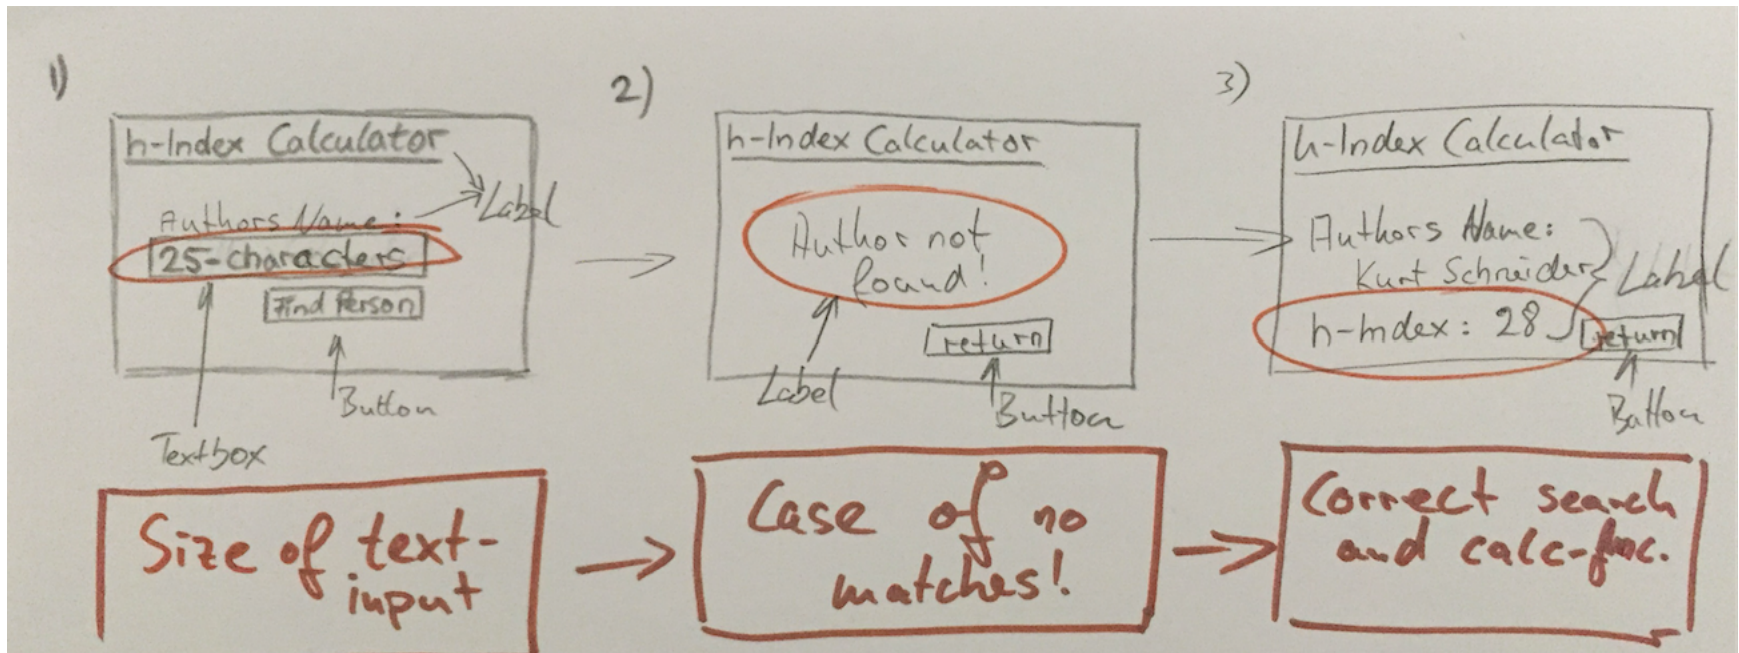 1)
h-Index Calculator
Authors Name:
Label
25-characters
Find Person
Button
Textbox
Size of text-
input
2)
h-Index Calculator
Author not
found!
return
Label
Button
Case of no
matches!
3)
h-Index Calculator
Authors Name:
Kurt Schneider
Label
h-Index: 28
return
Button
Correct search
and calc-func.